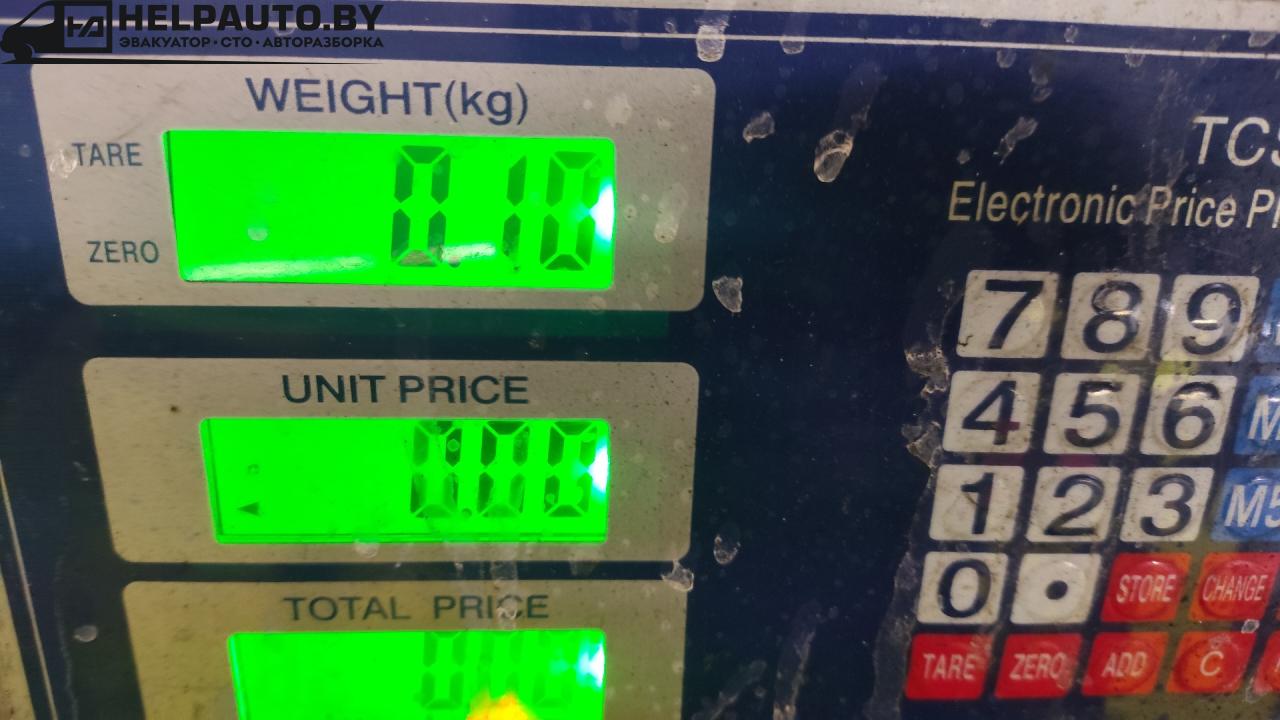 HELPAUTO.BY
ЭВАКУАТОР • СТО • АВТОРАЗБОРКА
WEIGHT(kg)
TARE
0.10
ZERO
UNIT PRICE
0.00
TOTAL PRICE
Electronic Price
7 8 9
4 5 6
1 2 3 M5
0 . STORE CHANGE
TARE ZERO ADD C